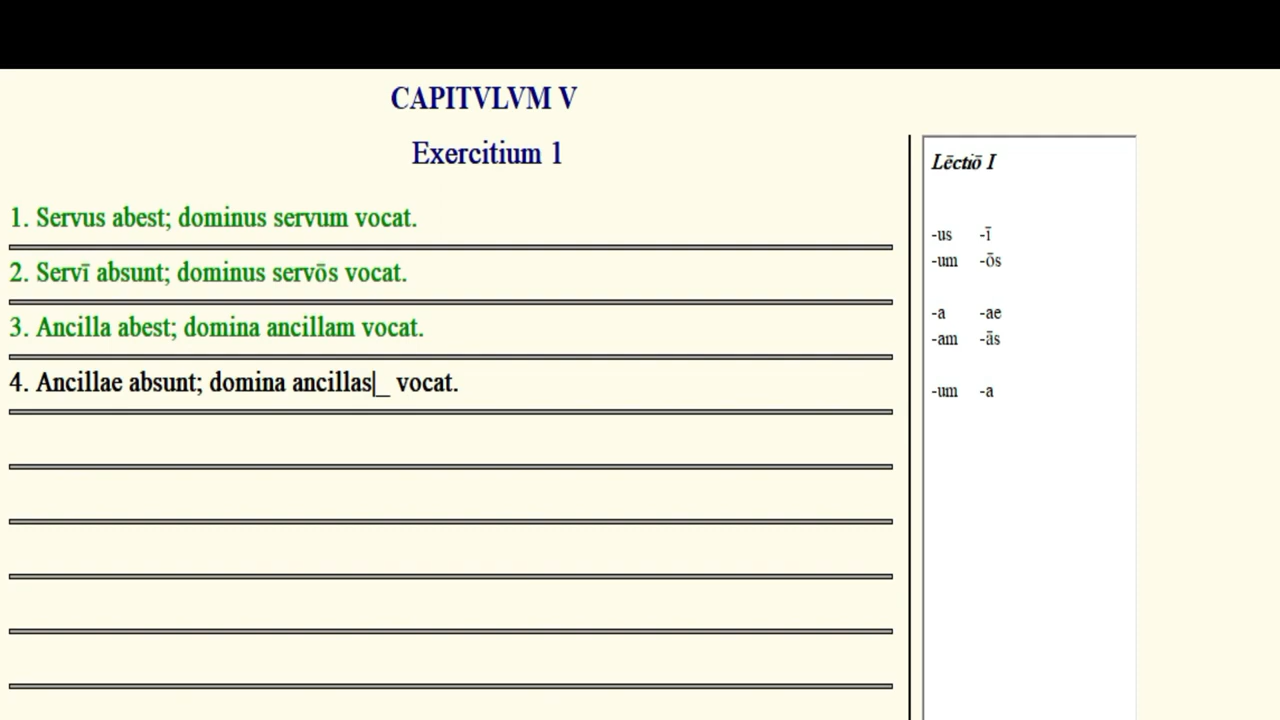 CAPITVLVM V
Exercitium 1
1. Servus abest; dominus servum vocat.
2. Servī absunt; dominus servōs vocat.
3. Ancilla abest; domina ancillam vocat.
4. Ancillae absunt; domina ancillas|_ vocat.
Lēctiō I
-us -ī
-um -ōs
-a -ae
-am -ās
-um -a